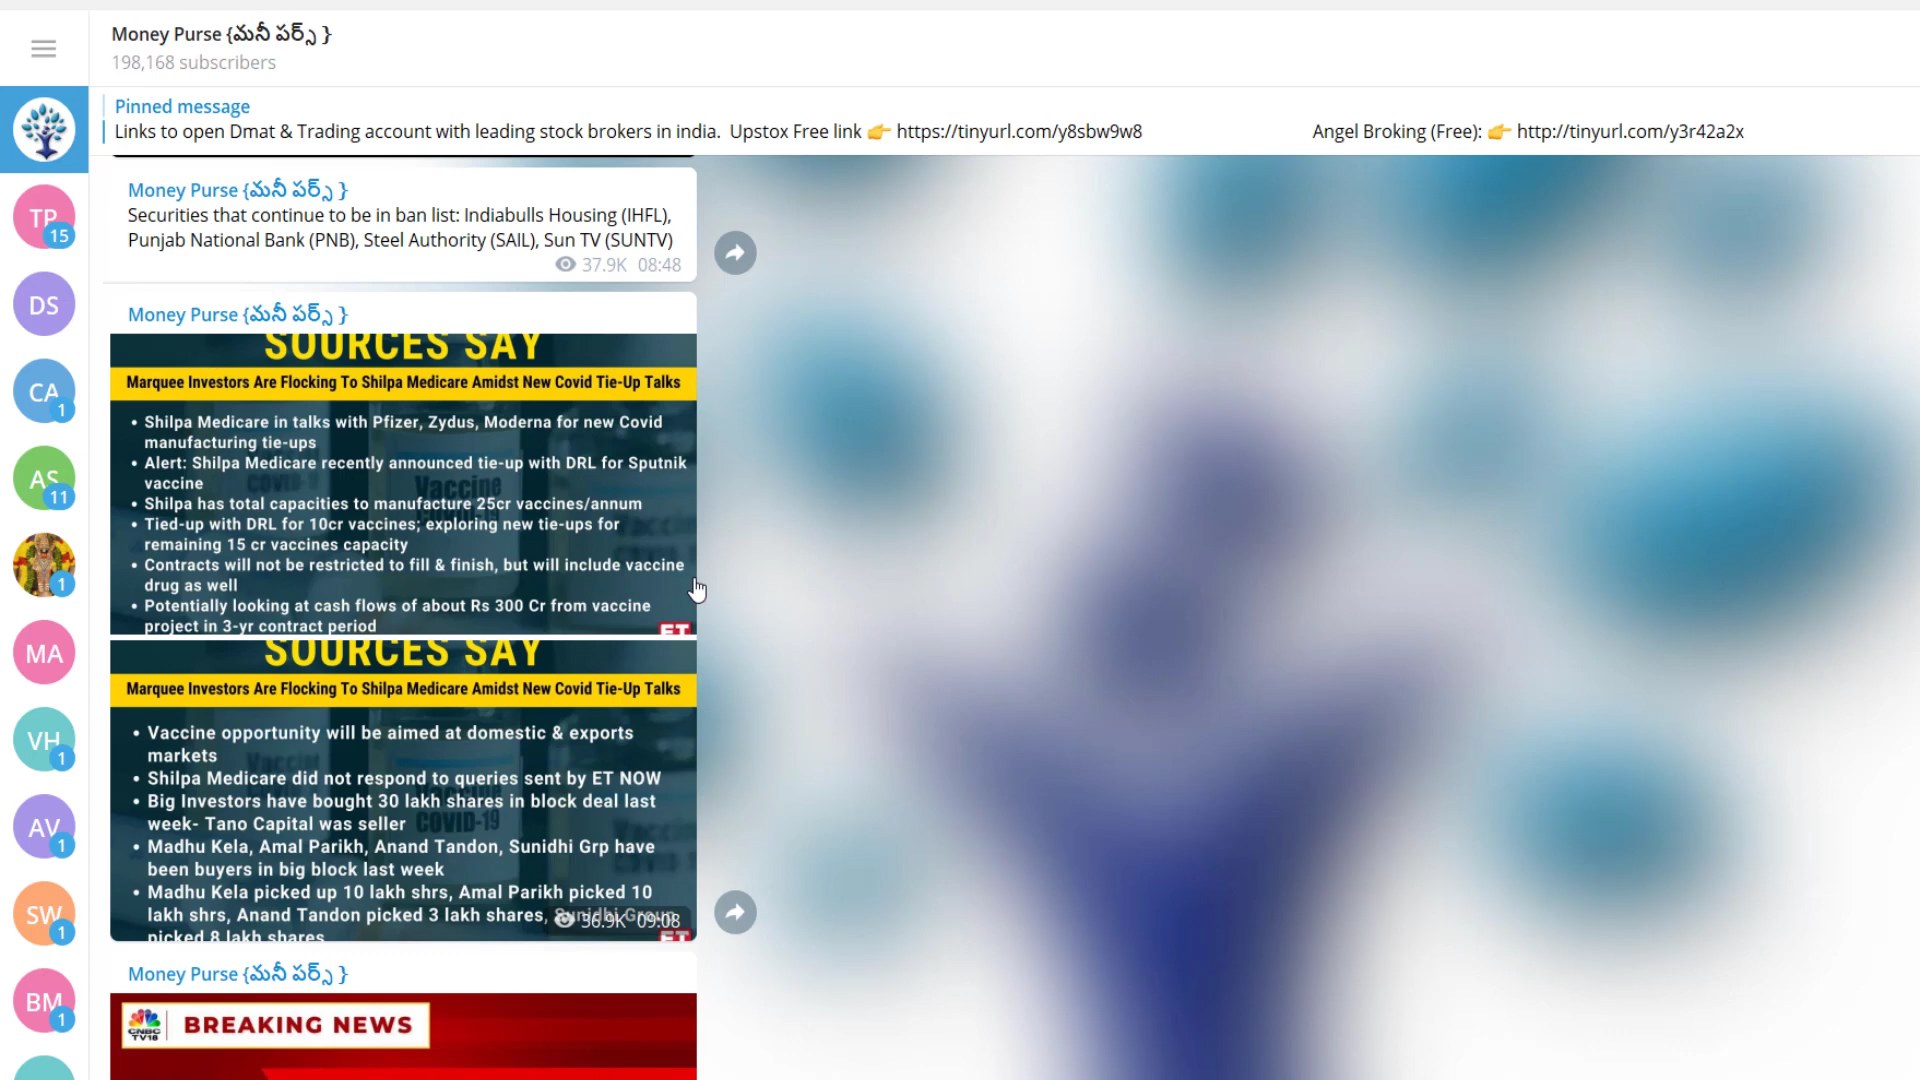 Money Purse {మనీ పర్స్ }
198,168 subscribers
Pinned message
Links to open Dmat & Trading account with leading stock brokers in india.  Upstox Free link 👉 https://tinyurl.com/y8sbw9w8 Angel Broking (Free): 👉 http://tinyurl.com/y3r42a2x
TP
15
DS
CA
1
AS
11
1
MA
VH
1
AV
1
SW
1
BM
1
Money Purse {మనీ పర్స్ }
Securities that continue to be in ban list: Indiabulls Housing (IHFL),
Punjab National Bank (PNB), Steel Authority (SAIL), Sun TV (SUNTV)
37.9K 08:48
Money Purse {మనీ పర్స్ }
SOURCES SAY
Marquee Investors Are Flocking To Shilpa Medicare Amidst New Covid Tie-Up Talks
• Shilpa Medicare in talks with Pfizer, Zydus, Moderna for new Covid
manufacturing tie-ups
• Alert: Shilpa Medicare recently announced tie-up with DRL for Sputnik
vaccine
• Shilpa has total capacities to manufacture 25cr vaccines/annum
• Tied-up with DRL for 10cr vaccines; exploring new tie-ups for
remaining 15 cr vaccines capacity
• Contracts will not be restricted to fill & finish, but will include vaccine
drug as well
• Potentially looking at cash flows of about Rs 300 Cr from vaccine
project in 3-yr contract period
ET
SOURCES SAY
Marquee Investors Are Flocking To Shilpa Medicare Amidst New Covid Tie-Up Talks
• Vaccine opportunity will be aimed at domestic & exports
markets
• Shilpa Medicare did not respond to queries sent by ET NOW
• Big Investors have bought 30 lakh shares in block deal last
week- Tano Capital was seller
• Madhu Kela, Amal Parikh, Anand Tandon, Sunidhi Grp have
been buyers in big block last week
• Madhu Kela picked up 10 lakh shrs, Amal Parikh picked 10
lakh shrs, Anand Tandon picked 3 lakh shares, Sunidhi Group
picked 8 lakh shares
36.9K 09:08
ET
Money Purse {మనీ పర్స్ }
CNBC
TV18
BREAKING NEWS